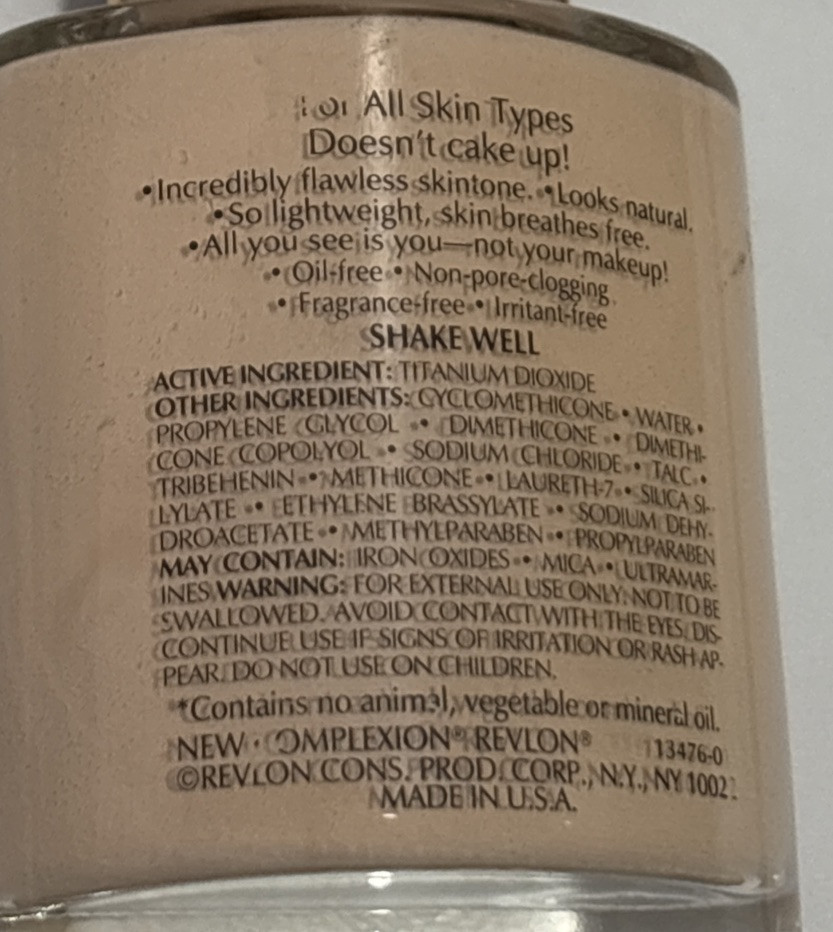 For All Skin Types
Doesn't cake up!
•Incredibly flawless skintone. •Looks natural.
•So lightweight, skin breathes free.
•All you see is you—not your makeup!
• Oil-free • Non-pore-clogging
• Fragrance-free • Irritant-free
SHAKE WELL
ACTIVE INGREDIENT: TITANIUM DIOXIDE
OTHER INGREDIENTS: CYCLOMETHICONE • WATER •
PROPYLENE GLYCOL • DIMETHICONE • DIMETHI-
CONE COPOLYOL • SODIUM CHLORIDE • TALC •
TRIBEHENIN • METHICONE • LAURETH-7 • SILICA SI-
LYLATE • ETHYLENE BRASSYLATE • SODIUM DEHY-
DROACETATE • METHYLPARABEN • PROPYLPARABEN
MAY CONTAIN: IRON OXIDES • MICA • ULTRAMAR-
INES WARNING: FOR EXTERNAL USE ONLY. NOT TO BE
SWALLOWED. AVOID CONTACT WITH THE EYES. DIS-
CONTINUE USE IF SIGNS OF IRRITATION OR RASH AP-
PEAR. DO NOT USE ON CHILDREN.
*Contains no animal, vegetable or mineral oil.
NEW COMPLEXION® REVLON® 13476-0
©REVLON CONS. PROD. CORP., N.Y., NY 1002
MADE IN U.S.A.